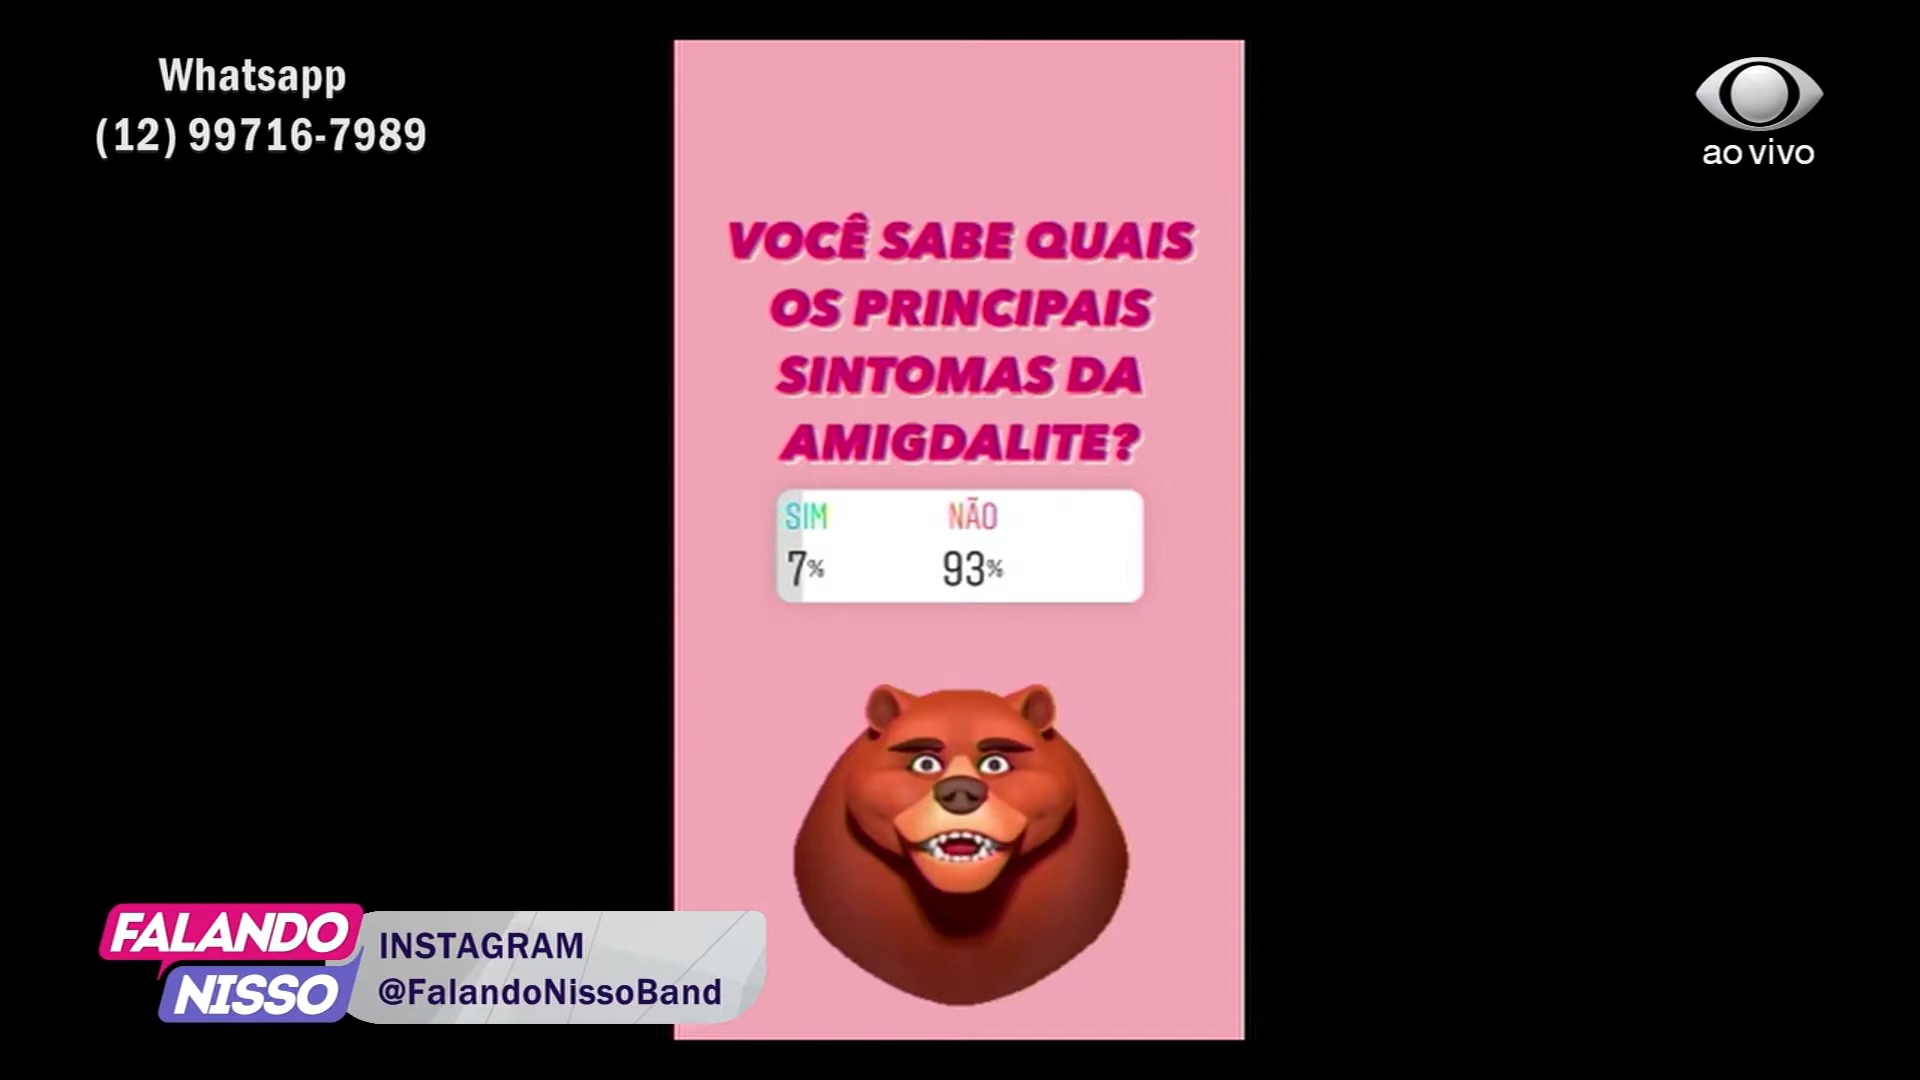 Whatsapp
(12) 99716-7989
ao vivo
VOCÊ SABE QUAIS
OS PRINCIPAIS
SINTOMAS DA
AMIGDALITE?
SIM NÃO
7% 93%
FALANDO
NISSO
INSTAGRAM
@FalandoNissoBand